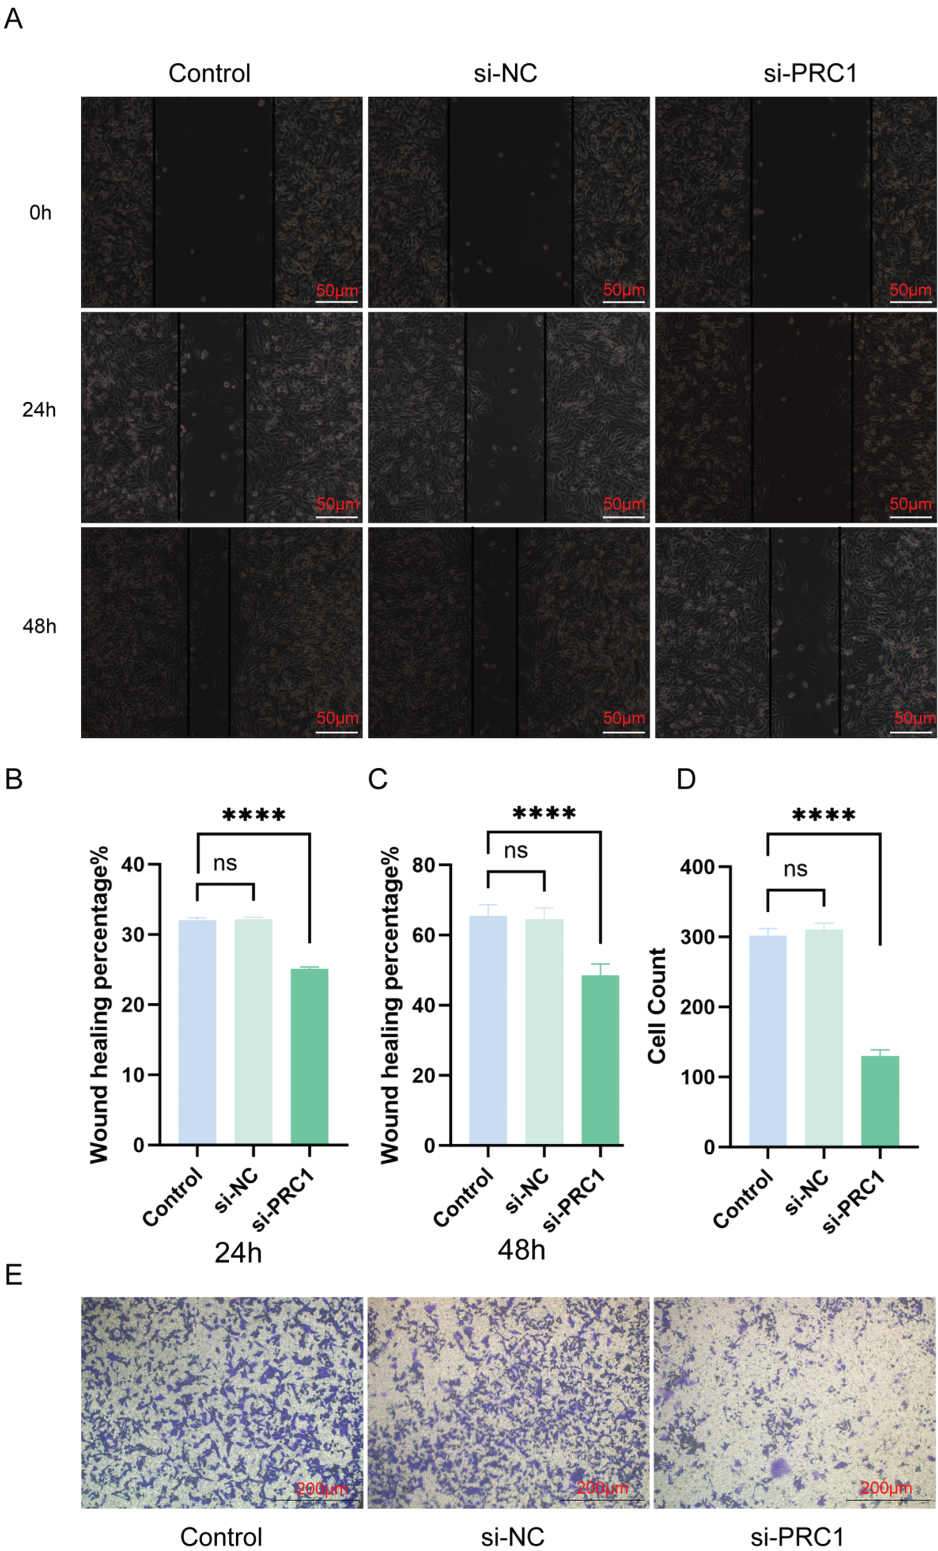 A
Control si-NC si-PRC1
0h
50μm 50μm 50μm
24h
50μm 50μm 50μm
48h
50μm 50μm 50μm
B C D
**** **** ****
ns ns ns
Wound healing percentage%
40
30
20
10
0
Control si-NC si-PRC1
24h
Wound healing percentage%
80
60
40
20
0
Control si-NC si-PRC1
48h
Cell Count
400
300
200
100
0
Control si-NC si-PRC1
E
200μm 200μm 200μm
Control si-NC si-PRC1